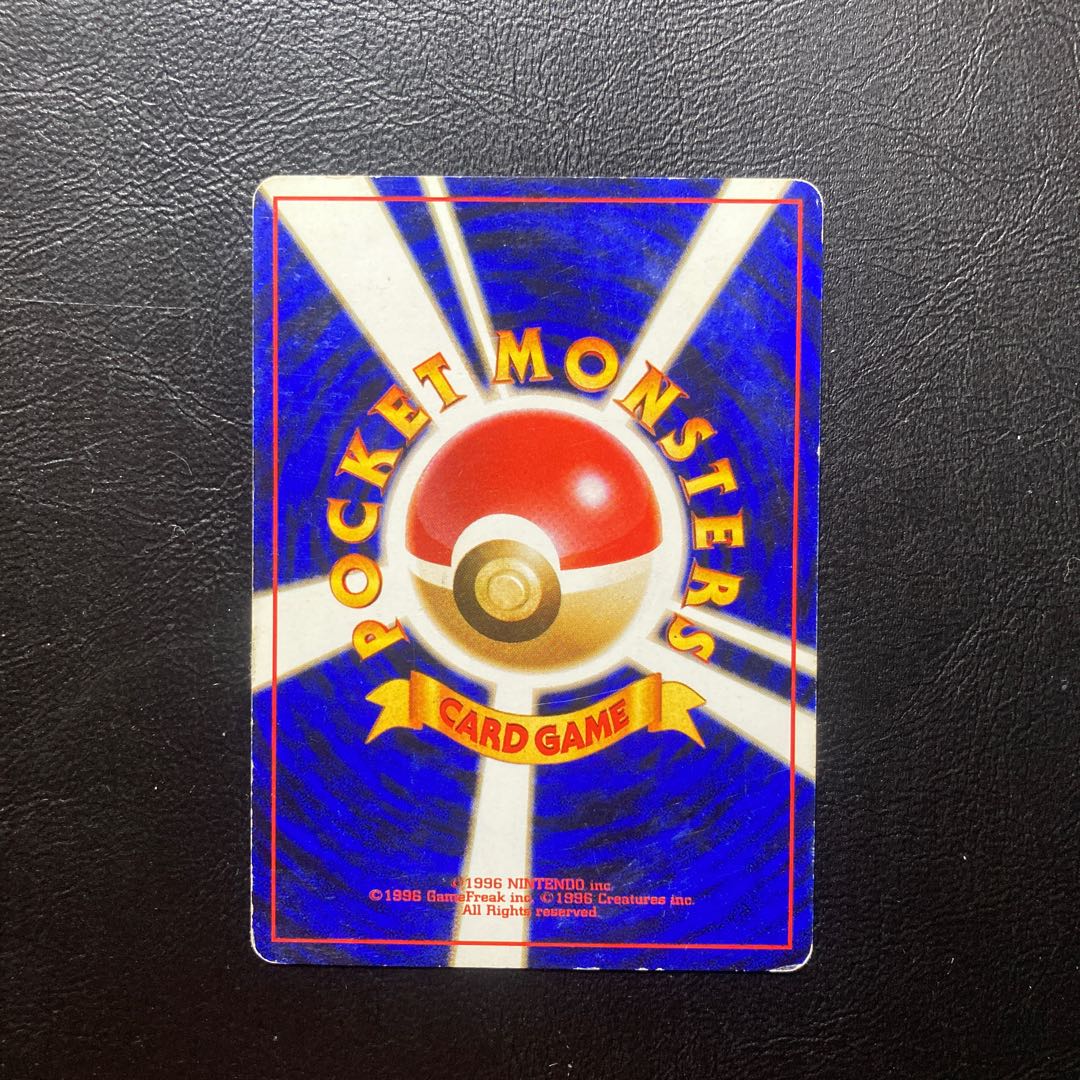 POCKET MONSTERS
CARD GAME
©1996 NINTENDO inc.
©1996 GameFreak inc. ©1996 Creatures inc.
All Rights reserved.